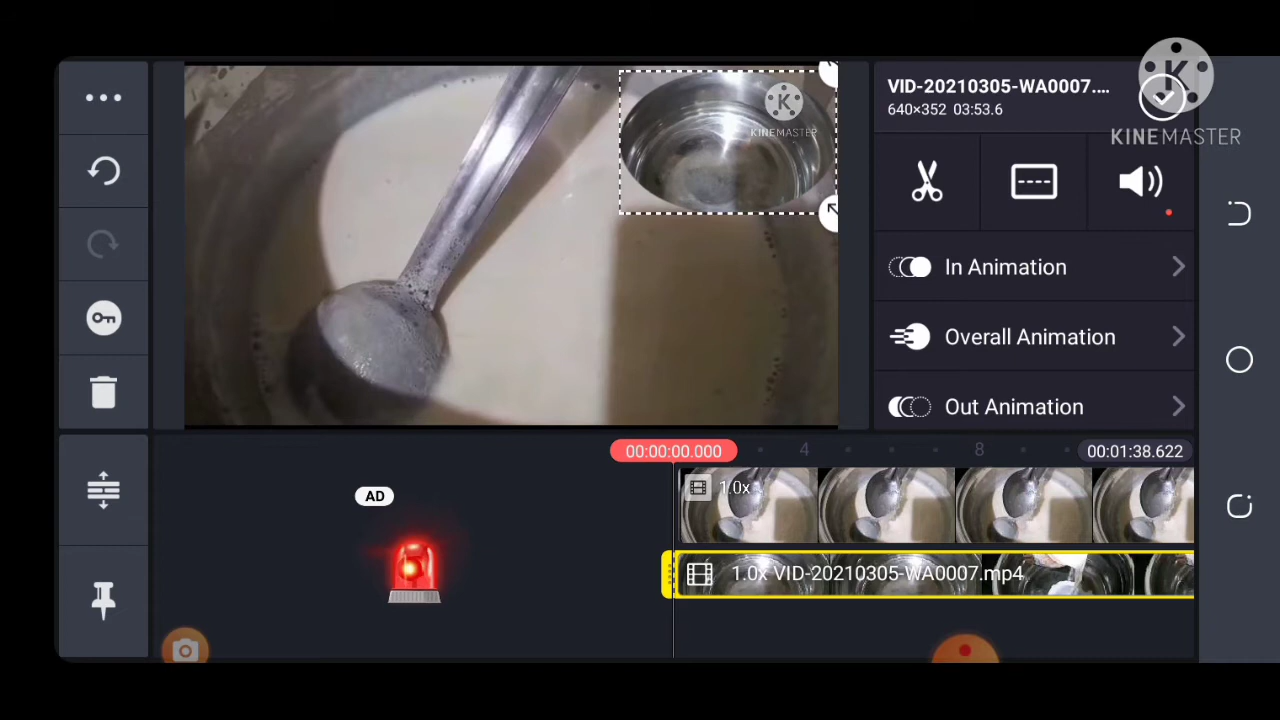 VID-20210305-WA0007....
640×352 03:53.6
K
KINEMASTER
K
KINEMASTER
In Animation
Overall Animation
Out Animation
00:00:00.000
4
8
00:01:38.622
1.0x
AD
1.0x VID-20210305-WA0007.mp4